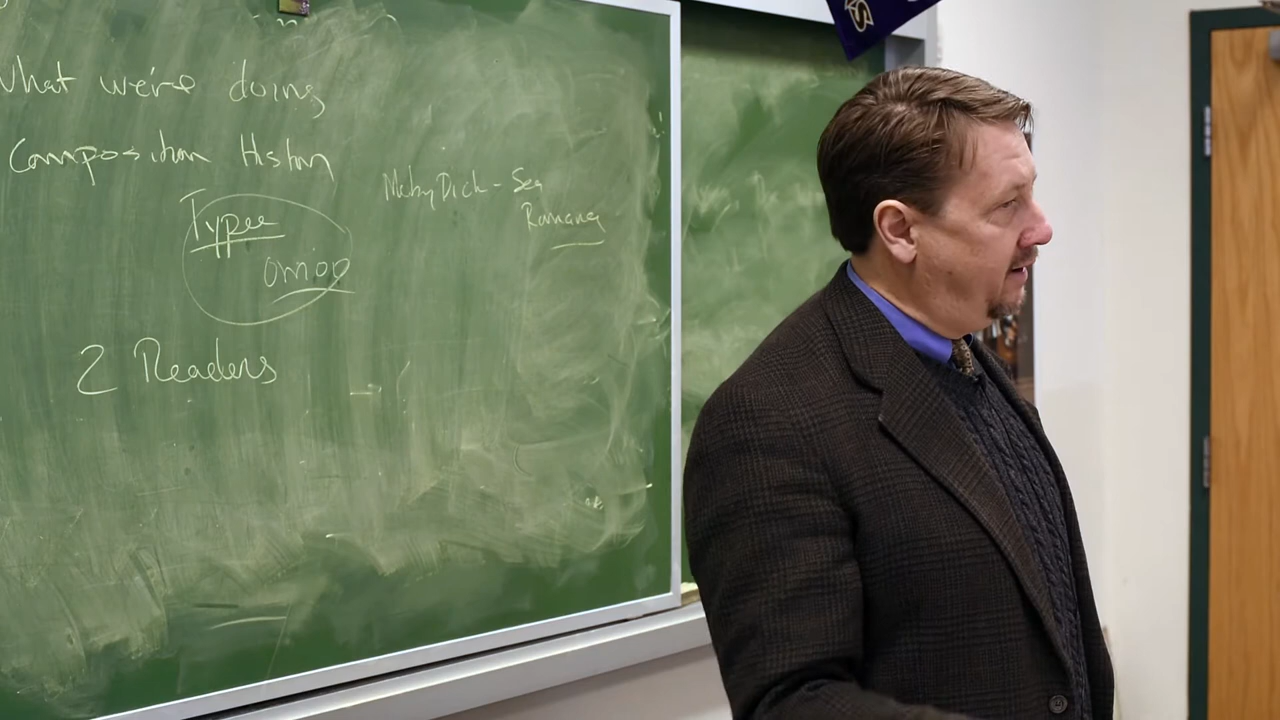 What we're doing
Composition History
Moby Dick - Sea
Romance
Typee
Omoo
2 Readers